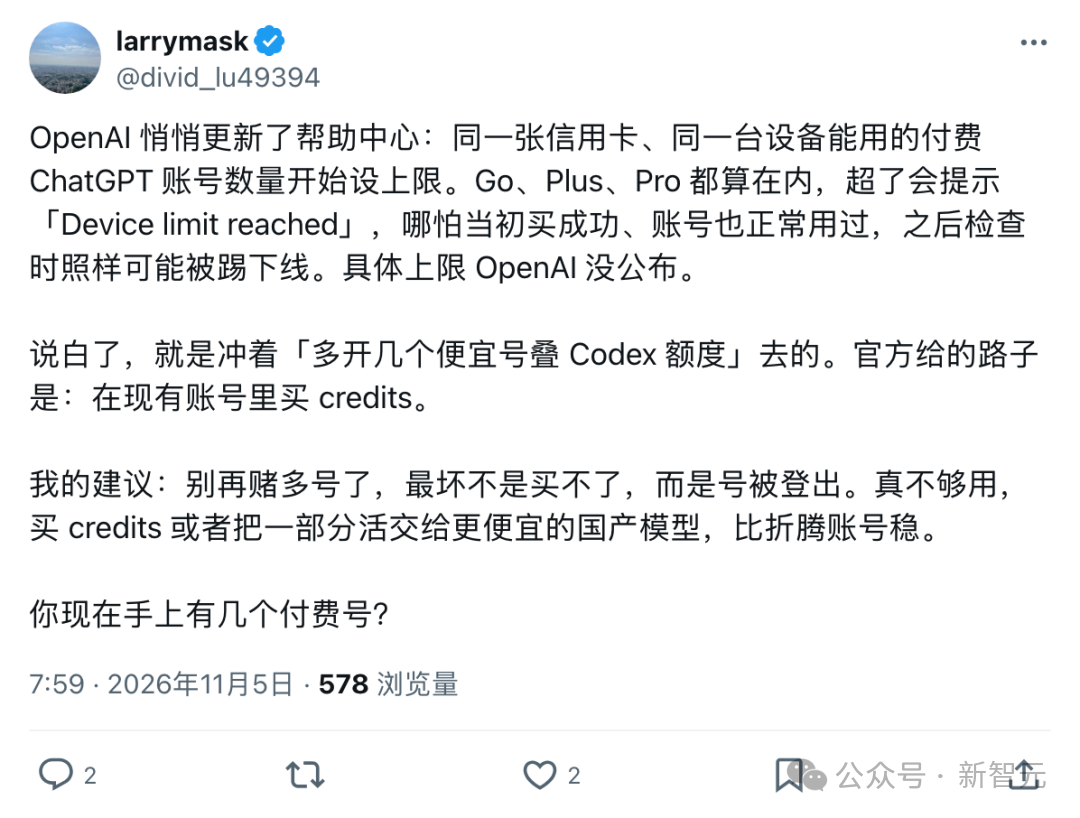 larrymask
@divid_lu49394
OpenAI 悄悄更新了帮助中心：同一张信用卡、同一台设备能用的付费
ChatGPT 账号数量开始设上限。Go、Plus、Pro 都算在内，超了会提示
「Device limit reached」，哪怕当初买成功、账号也正常用过，之后检查
时照样可能被踢下线。具体上限 OpenAI 没公布。
说白了，就是冲着「多开几个便宜号叠 Codex 额度」去的。官方给的路子
是：在现有账号里买 credits。
我的建议：别再赌多号了，最坏不是买不了，而是号被登出。真不够用，
买 credits 或者把一部分活交给更便宜的国产模型，比折腾账号稳。
你现在手上有几个付费号？
7:59 · 2026年11月5日 · 578 浏览量
2
2
公众号 · 新智元